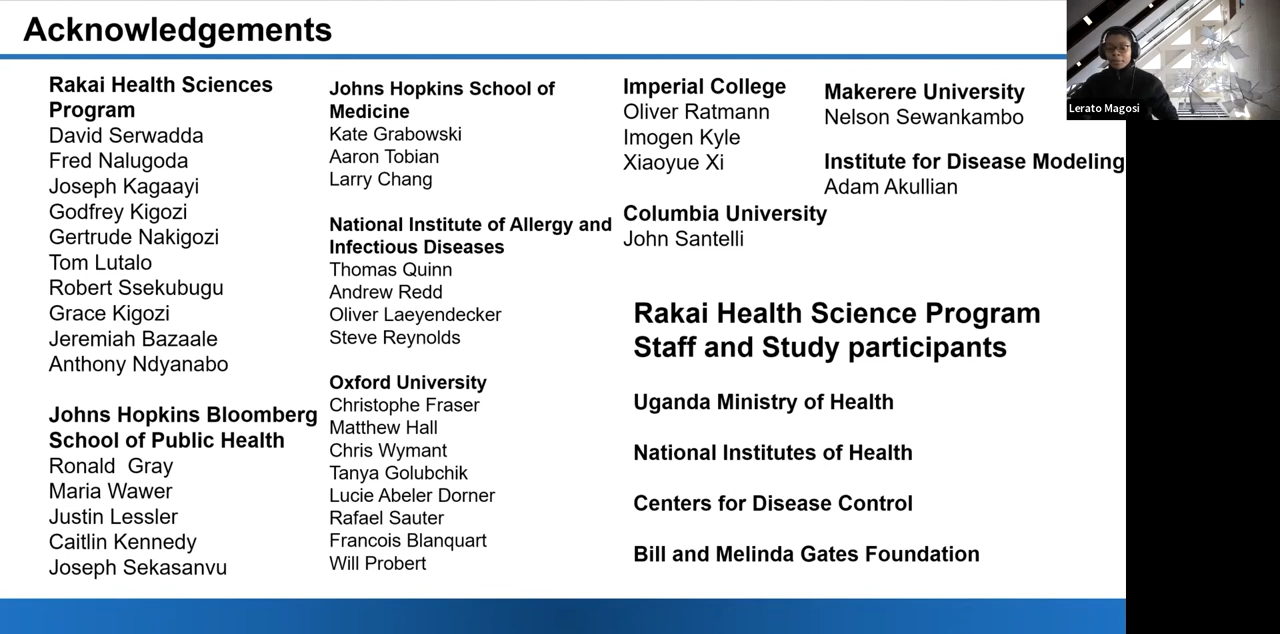 Acknowledgements
Rakai Health Sciences
Program
David Serwadda
Fred Nalugoda
Joseph Kagaayi
Godfrey Kigozi
Gertrude Nakigozi
Tom Lutalo
Robert Ssekubugu
Grace Kigozi
Jeremiah Bazaale
Anthony Ndyanabo
Johns Hopkins Bloomberg
School of Public Health
Ronald  Gray
Maria Wawer
Justin Lessler
Caitlin Kennedy
Joseph Sekasanvu
Johns Hopkins School of
Medicine
Kate Grabowski
Aaron Tobian
Larry Chang
National Institute of Allergy and
Infectious Diseases
Thomas Quinn
Andrew Redd
Oliver Laeyendecker
Steve Reynolds
Oxford University
Christophe Fraser
Matthew Hall
Chris Wymant
Tanya Golubchik
Lucie Abeler Dorner
Rafael Sauter
Francois Blanquart
Will Probert
Imperial College
Oliver Ratmann
Imogen Kyle
Xiaoyue Xi
Columbia University
John Santelli
Makerere University
Nelson Sewankambo
Institute for Disease Modeling
Adam Akullian
Rakai Health Science Program
Staff and Study participants
Uganda Ministry of Health
National Institutes of Health
Centers for Disease Control
Bill and Melinda Gates Foundation
Lerato Magosi